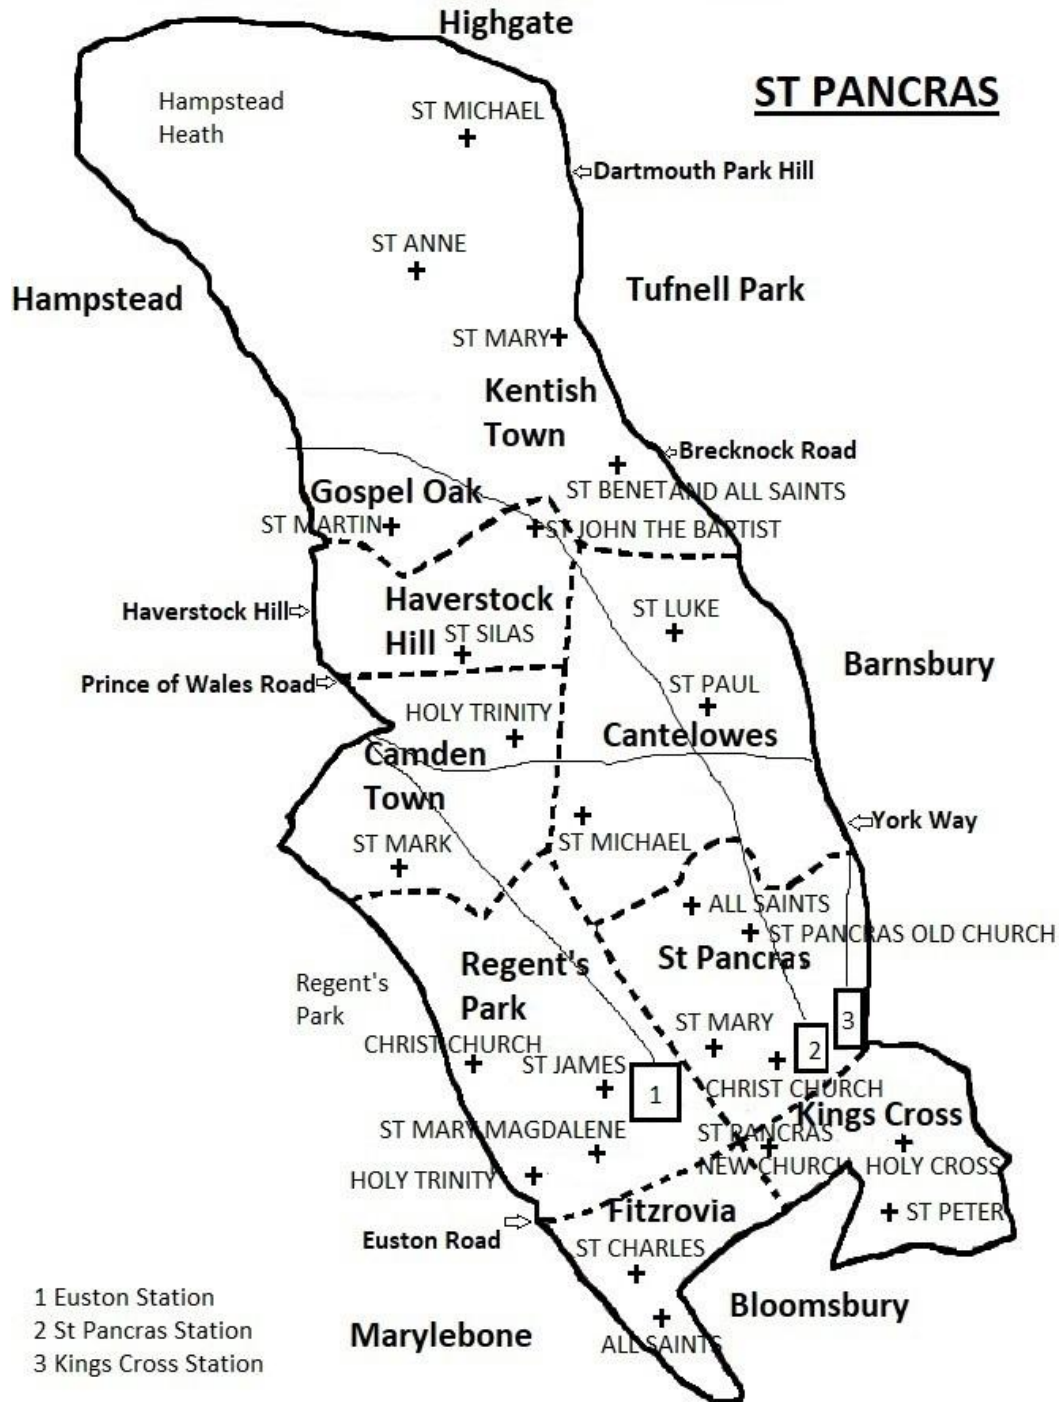 Highgate
ST PANCRAS
Hampstead
Heath
ST MICHAEL
Dartmouth Park Hill
ST ANNE
Hampstead
Tufnell Park
ST MARY
Kentish
Town
Brecknock Road
Gospel Oak
ST BENET AND ALL SAINTS
ST MARTIN
ST JOHN THE BAPTIST
Haverstock
Hill
Haverstock Hill
ST LUKE
ST SILAS
Barnsbury
Prince of Wales Road
ST PAUL
HOLY TRINITY
Cantelowes
Camden
Town
York Way
ST MARK
ST MICHAEL
ALL SAINTS
ST PANCRAS OLD CHURCH
Regent's
Park
St Pancras
Regent's
Park
ST MARY
3
CHRIST CHURCH
2
ST JAMES
1
CHRIST CHURCH
Kings Cross
ST MARY MAGDALENE
ST PANCRAS
NEW CHURCH
HOLY CROSS
HOLY TRINITY
Fitzrovia
ST PETER
Euston Road
ST CHARLES
1 Euston Station
2 St Pancras Station
3 Kings Cross Station
Bloomsbury
Marylebone
ALL SAINTS